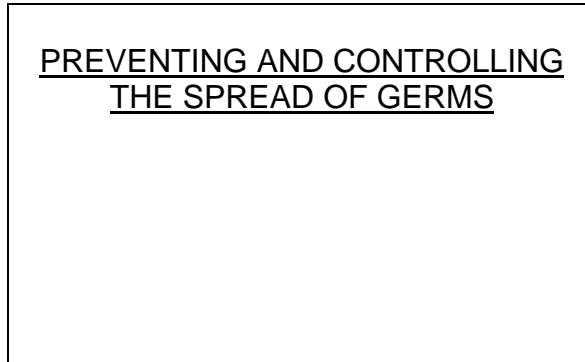 PREVENTING AND CONTROLLING
THE SPREAD OF GERMS